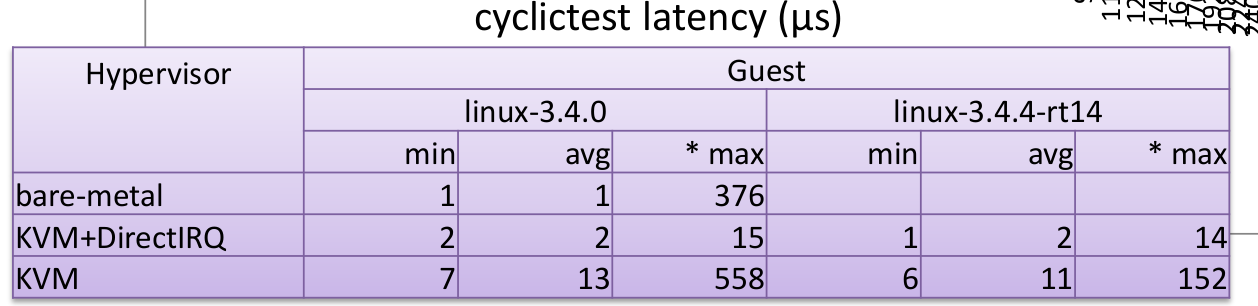 cyclictest latency (μs)
Hypervisor Guest
linux-3.4.0 linux-3.4.4-rt14
min avg * max min avg * max
bare-metal 1 1 376
KVM+DirectIRQ 2 2 15 1 2 14
KVM 7 13 558 6 11 152